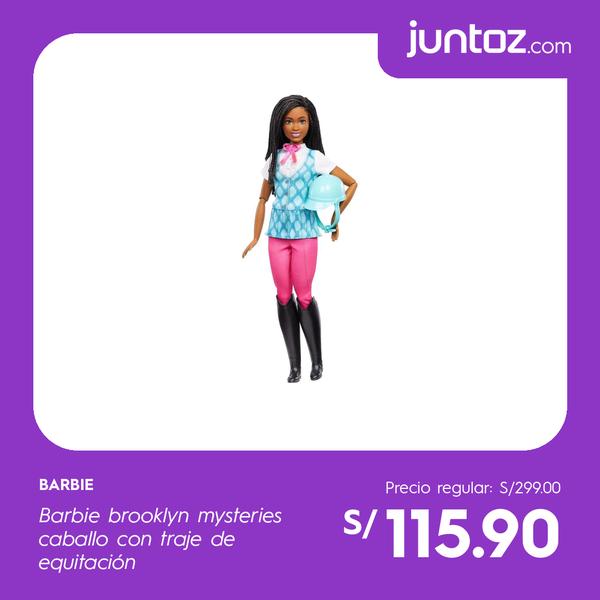 juntoz.com
BARBIE
Barbie brooklyn mysteries
caballo con traje de
equitación
Precio regular: S/299.00
S/115.90